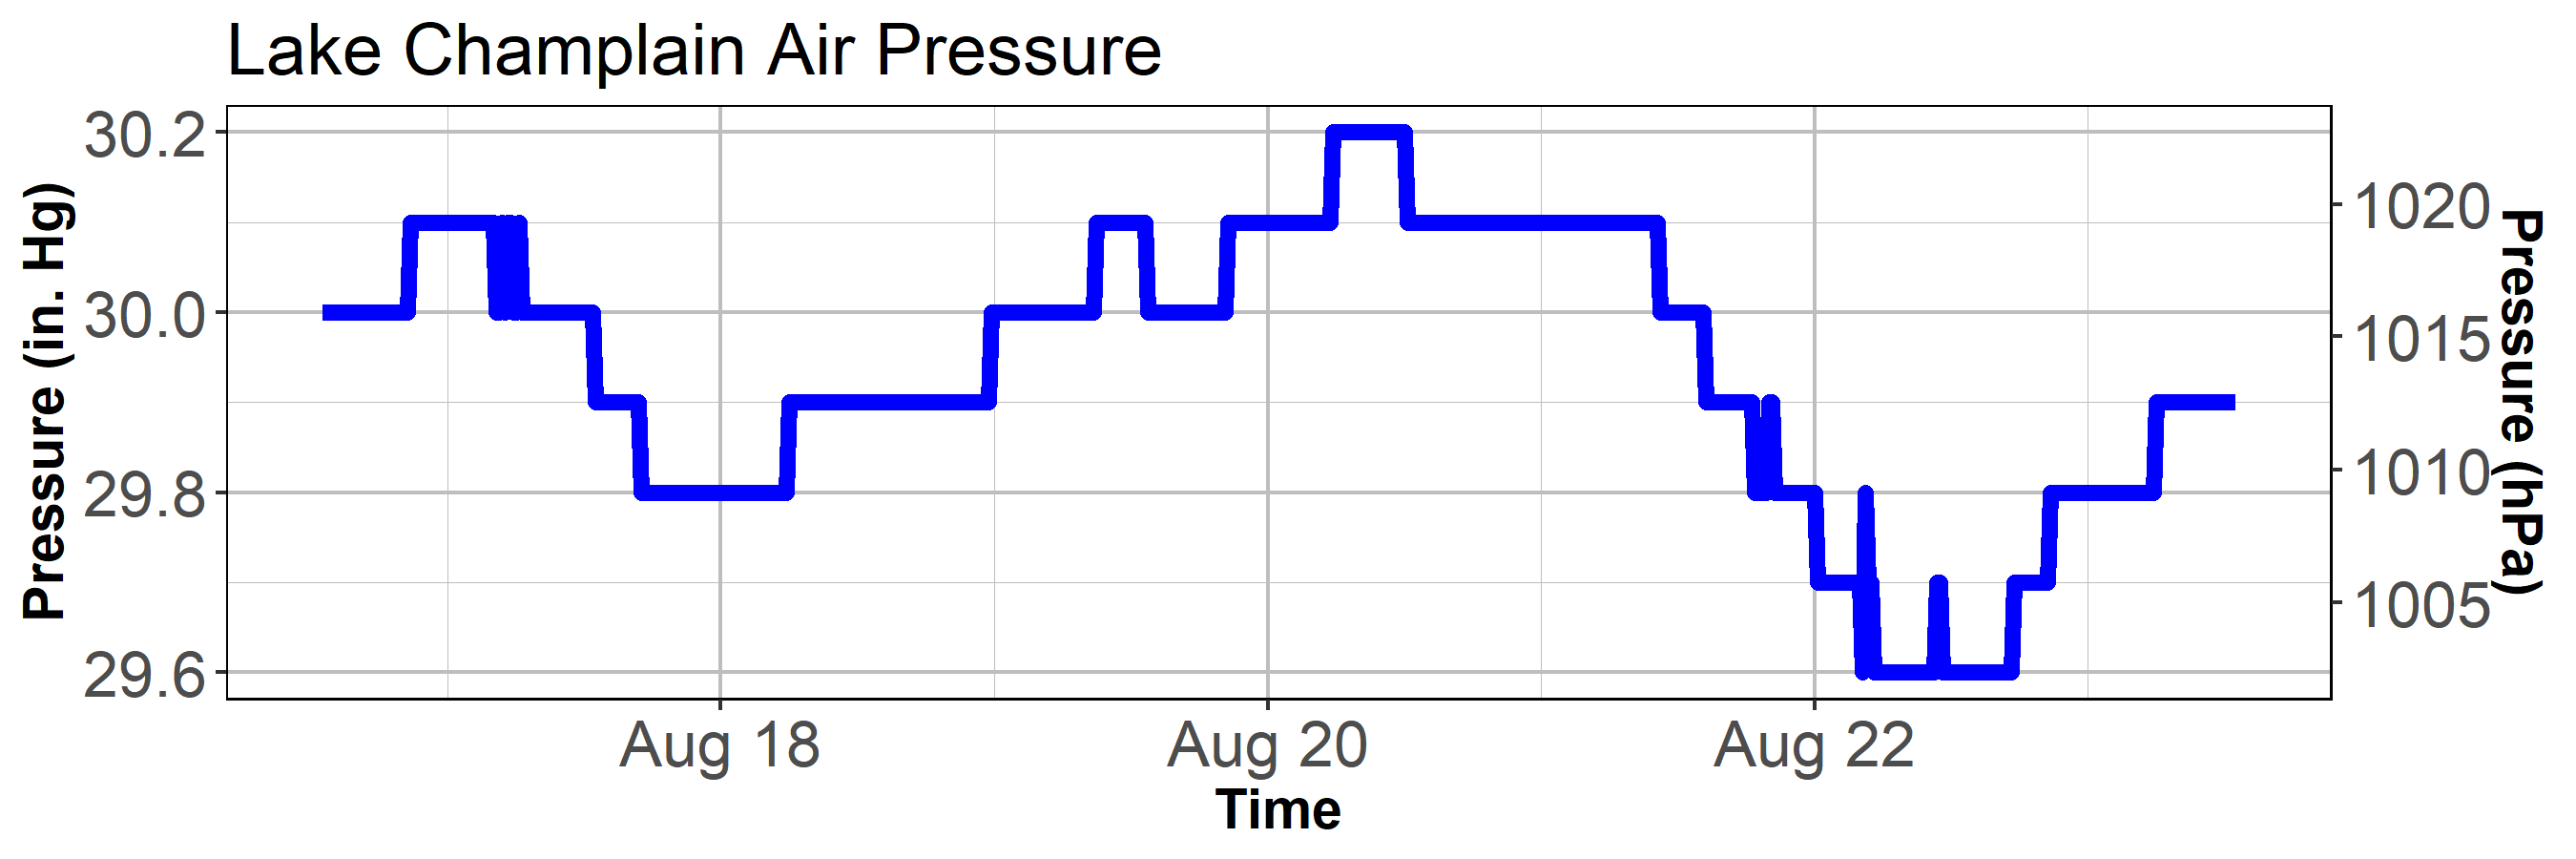 Lake Champlain Air Pressure
30.2
30.0
29.8
29.6
Pressure (in. Hg)
1020
1015
1010
1005
Pressure (hPa)
Aug 18 Aug 20 Aug 22
Time